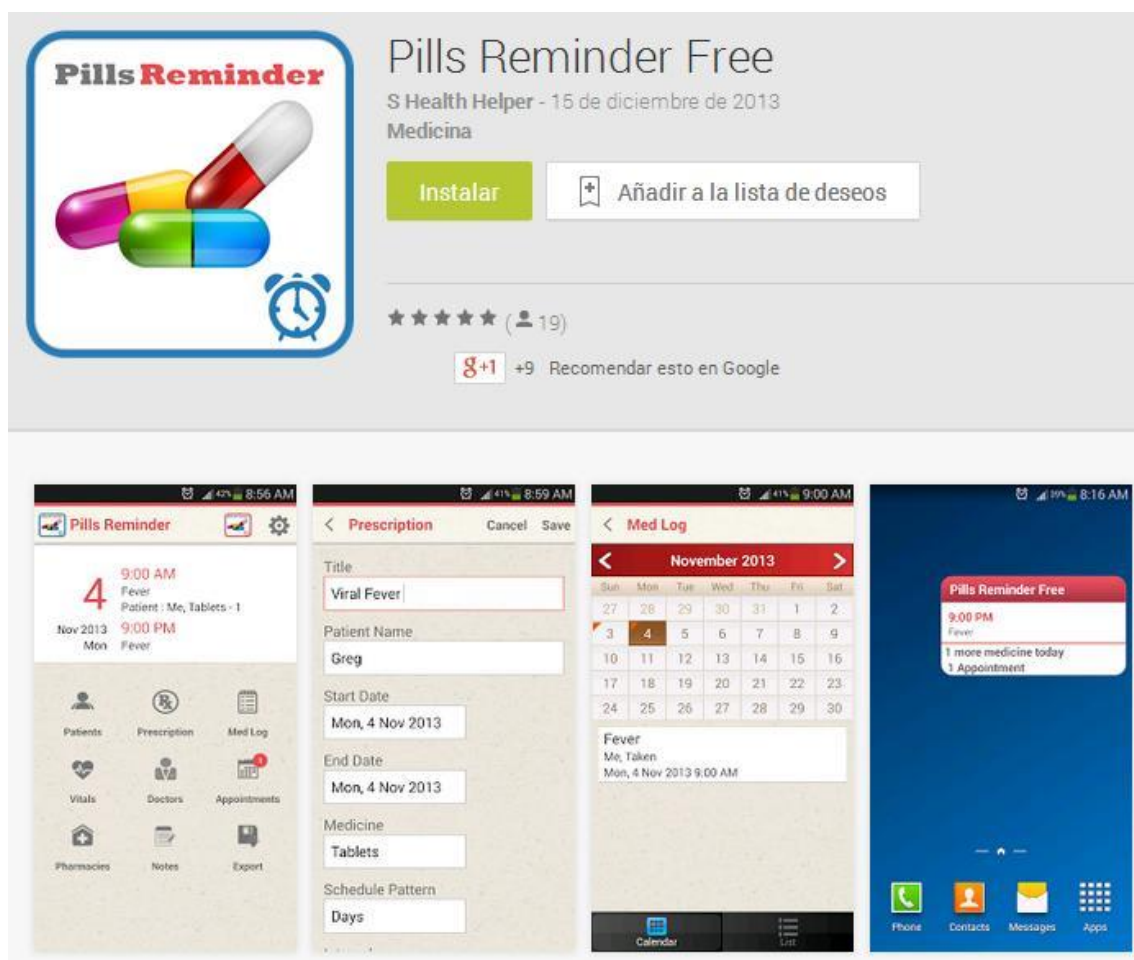 Pills Reminder
Pills Reminder Free
S Health Helper - 15 de diciembre de 2013
Medicina
Instalar
Añadir a la lista de deseos
(19)
g+1 +9 Recomendar esto en Google
42% 8:56 AM
Pills Reminder
4
Nov 2013
Mon
9:00 AM
Fever
Patient : Me, Tablets - 1
9:00 PM
Fever
Patients Prescription Med Log
Vitals Doctors Appointments
1
Pharmacies Notes Export
41% 8:59 AM
Prescription Cancel Save
Title
Viral Fever
Patient Name
Greg
Start Date
Mon, 4 Nov 2013
End Date
Mon, 4 Nov 2013
Medicine
Tablets
Schedule Pattern
Days
41% 9:00 AM
Med Log
November 2013
Sun Mon Tue Wed Thu Fri Sat
27 28 29 30 31 1 2
3 4 5 6 7 8 9
10 11 12 13 14 15 16
17 18 19 20 21 22 23
24 25 26 27 28 29 30
Fever
Me, Taken
Mon, 4 Nov 2013 9:00 AM
Calendar List
8:16 AM
Pills Reminder Free
9:00 PM
Fever
1 more medicine today
1 Appointment
Phone Contacts Messages Apps